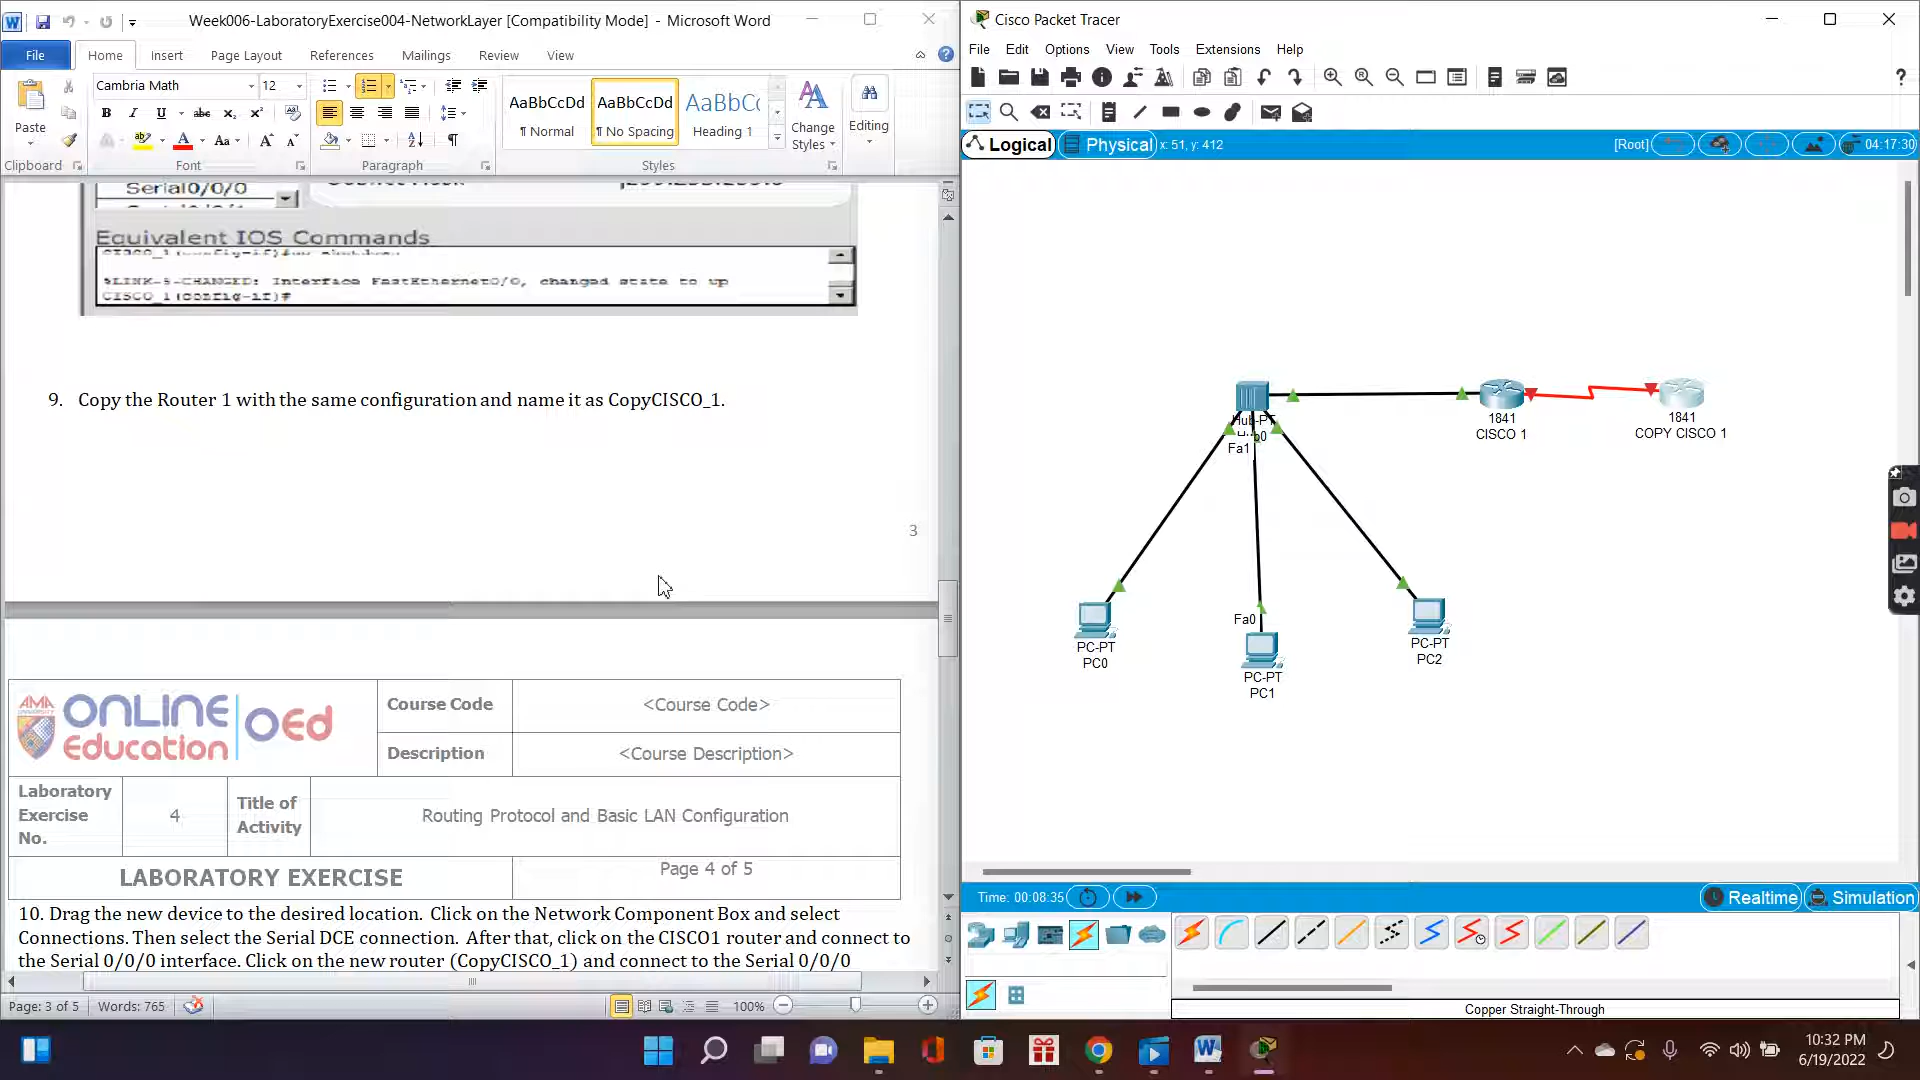 Week006-LaboratoryExercise004-NetworkLayer [Compatibility Mode] - Microsoft Word
File Home Insert Page Layout References Mailings Review View
Cambria Math 12
Paste
AaBbCcDd AaBbCcDd AaBbCc
¶ Normal ¶ No Spacing Heading 1
Change Styles
Editing
Clipboard Font Paragraph Styles
Serial0/0/0
Equivalent IOS Commands
%LINK-5-CHANGED: Interface FastEthernet0/0, changed state to up
CISCO_1(config-if)#
9. Copy the Router 1 with the same configuration and name it as CopyCISCO_1.
3
AMA
UNIVERSITY
ONLINE Education OEd
Course Code <Course Code>
Description <Course Description>
Laboratory Exercise No. 4 Title of Activity Routing Protocol and Basic LAN Configuration
LABORATORY EXERCISE Page 4 of 5
10. Drag the new device to the desired location. Click on the Network Component Box and select
Connections. Then select the Serial DCE connection. After that, click on the CISCO1 router and connect to
the Serial 0/0/0 interface. Click on the new router (CopyCISCO_1) and connect to the Serial 0/0/0
Page: 3 of 5 Words: 765 100%
Cisco Packet Tracer
File Edit Options View Tools Extensions Help
Logical Physical x: 51, y: 412 [Root] 04:17:30
Hub-PT
Fa1
1841
CISCO 1
1841
COPY CISCO 1
PC-PT
PC0
Fa0
PC-PT
PC1
PC-PT
PC2
Time: 00:08:35 Realtime Simulation
Copper Straight-Through
10:32 PM
6/19/2022